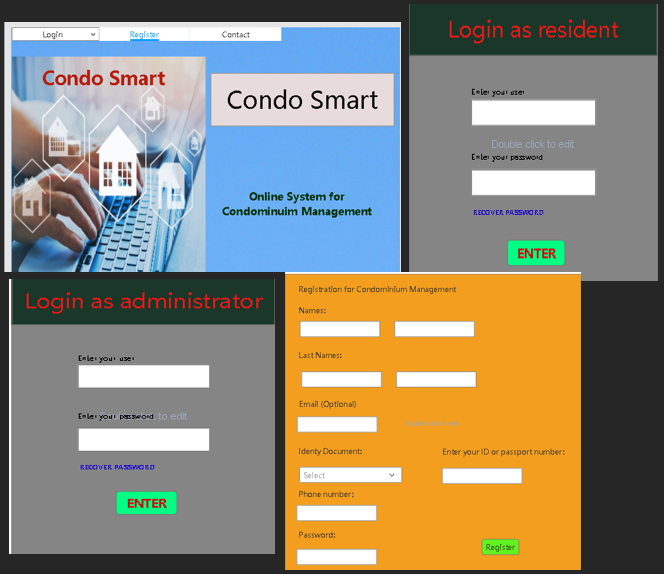 Login
Register
Contact
Condo Smart
Condo Smart
Online System for
Condominuim Management
Login as resident
Enter your user
Double click to edit
Enter your password
RECOVER PASSWORD
ENTER
Login as administrator
Enter your user
Enter your password
to edit
RECOVER PASSWORD
ENTER
Registration for Condominium Management
Names:
Last Names:
Email (Optional)
Identy Document:
Enter your ID or passport number:
Select
Phone number:
Password:
Register